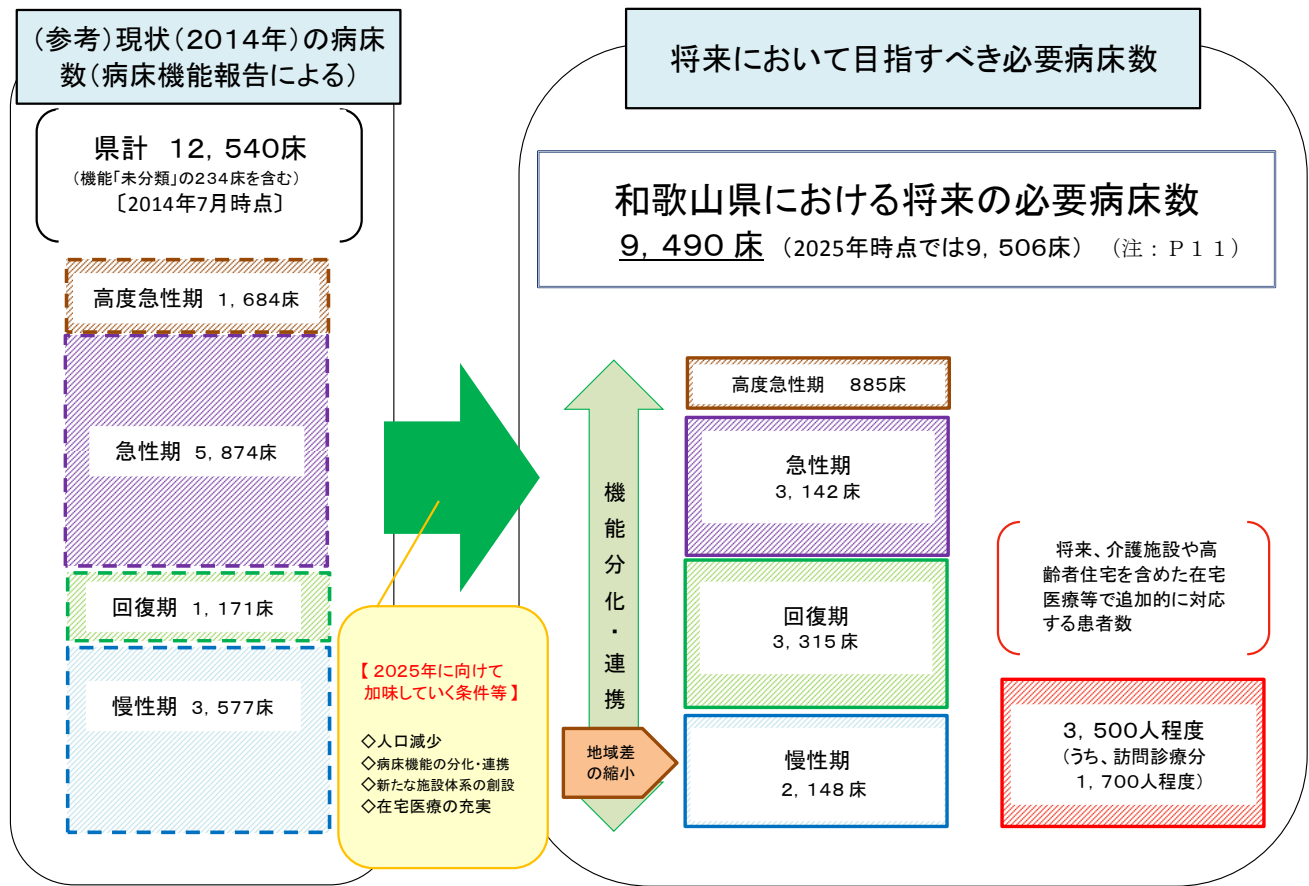 (参考)現状(2014年)の病床
数(病床機能報告による)
県計 12,540床
(機能「未分類」の234床を含む)
〔2014年7月時点〕
高度急性期 1,684床
急性期 5,874床
回復期 1,171床
慢性期 3,577床
【2025年に向けて
加味していく条件等】
◇人口減少
◇病床機能の分化・連携
◇新たな施設体系の創設
◇在宅医療の充実
将来において目指すべき必要病床数
和歌山県における将来の必要病床数
9,490床 (2025年時点では9,506床) (注:P11)
機能分化・連携
地域差
の縮小
高度急性期 885床
急性期
3,142床
回復期
3,315床
慢性期
2,148床
将来、介護施設や高
齢者住宅を含めた在宅
医療等で追加的に対応
する患者数
3,500人程度
(うち、訪問診療分
1,700人程度)